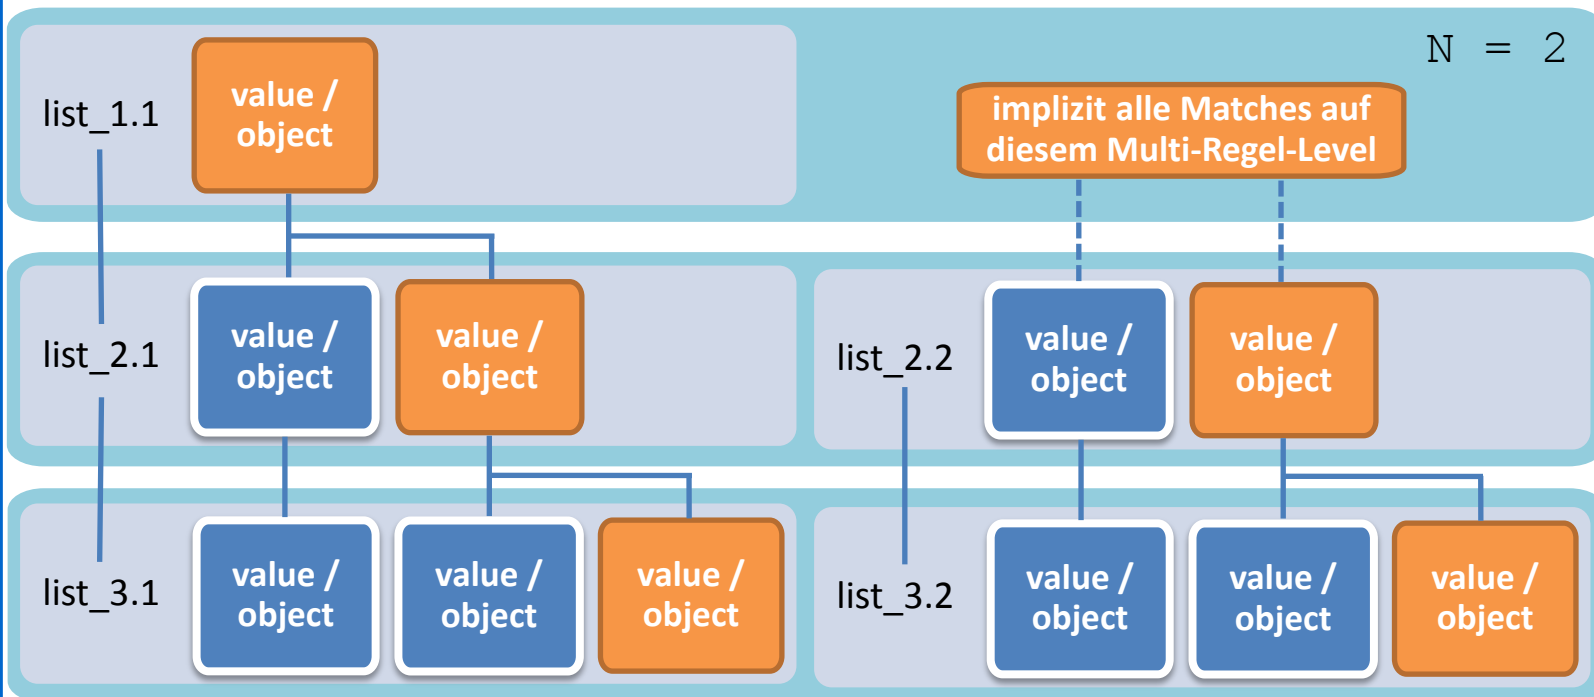 N = 2
list_1.1
value /
object
implizit alle Matches auf
diesem Multi-Regel-Level
list_2.1
value /
object
value /
object
list_2.2
value /
object
value /
object
list_3.1
value /
object
value /
object
value /
object
list_3.2
value /
object
value /
object
value /
object